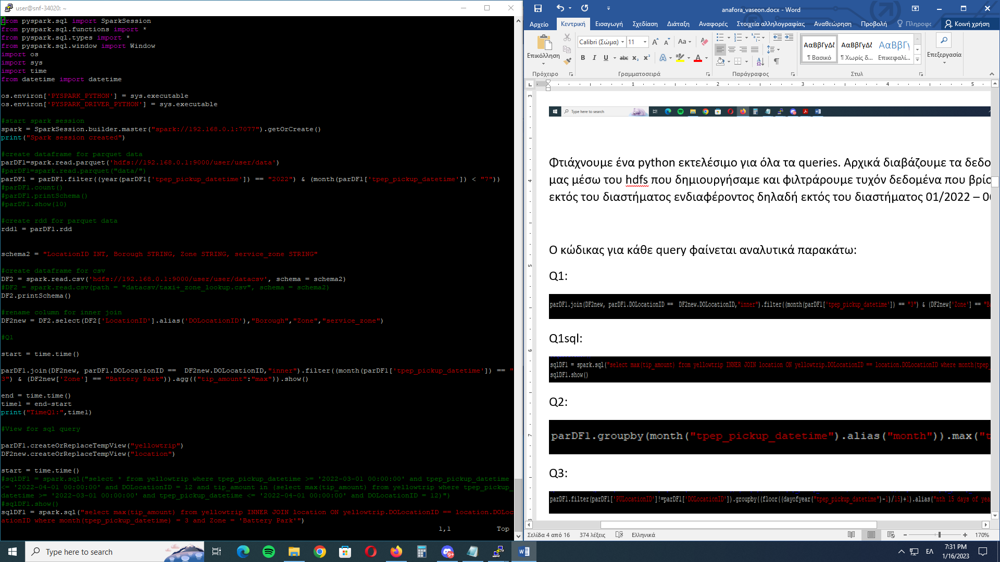 user@snf-34020: ~
from pyspark.sql import SparkSession
from pyspark.sql.functions import *
from pyspark.sql.types import *
from pyspark.sql.window import Window
import os
import sys
import time
from datetime import datetime
os.environ['PYSPARK_PYTHON'] = sys.executable
os.environ['PYSPARK_DRIVER_PYTHON'] = sys.executable
#start spark session
spark = SparkSession.builder.master("spark://192.168.0.1:7077").getOrCreate()
print("Spark session created")
#create dataframe for parquet data
parDF1=spark.read.parquet('hdfs://192.168.0.1:9000/user/user/data')
#parDF1=spark.read.parquet("data/")
parDF1 = parDF1.filter((year(parDF1['tpep_pickup_datetime']) == "2022") & (month(parDF1['tpep_pickup_datetime']) < "7"))
#parDF1.count()
#parDF1.printSchema()
#parDF1.show(10)
#create rdd for parquet data
rdd1 = parDF1.rdd
schema2 = "LocationID INT, Borough STRING, Zone STRING, service_zone STRING"
#create dataframe for csv
DF2 = spark.read.csv('hdfs://192.168.0.1:9000/user/user/datacsv', schema = schema2)
#DF2 = spark.read.csv(path = "datacsv/taxi+_zone_lookup.csv", schema = schema2)
DF2.printSchema()
#rename column for inner join
DF2new = DF2.select(DF2['LocationID'].alias('DOLocationID'),"Borough","Zone","service_zone")
#Q1
start = time.time()
parDF1.join(DF2new, parDF1.DOLocationID ==  DF2new.DOLocationID,"inner").filter((month(parDF1['tpep_pickup_datetime']) == "
3") & (DF2new['Zone'] == "Battery Park")).agg({"tip_amount":"max"}).show()
end = time.time()
time1 = end-start
print("TimeQ1:",time1)
#View for sql query
parDF1.createOrReplaceTempView("yellowtrip")
DF2new.createOrReplaceTempView("location")
start = time.time()
#sqlDF1 = spark.sql("select * from yellowtrip where tpep_pickup_datetime >= '2022-03-01 00:00:00' and tpep_pickup_datetime
<= '2022-04-01 00:00:00' and DOLocationID = 12 and tip_amount in (select max(tip_amount) from yellowtrip where tpep_pickup_
datetime >= '2022-03-01 00:00:00' and tpep_pickup_datetime <= '2022-04-01 00:00:00' and DOLocationID = 12)")
#sqlDF1.show()
sqlDF1 = spark.sql("select max(tip_amount) from yellowtrip INNER JOIN location ON yellowtrip.DOLocationID == location.DOLoc
ationID where month(tpep_pickup_datetime) = 3 and Zone = 'Battery Park'")
1,1 Top
anafora_vaseon.docx - Word
Αρχείο Κεντρική Εισαγωγή Σχεδίαση Διάταξη Αναφορές Στοιχεία αλληλογραφίας Αναθεώρηση Προβολή Πληροφο Κοινή χρήση
Επικόλληση
Calibri (Σώμα) 11 Aa
B I U abc x₂ x² A A
ΑαΒβΓγΔδ ΑαΒβΓγΔδ ΑαΒβΓγ
¶ Βασικό ¶ Χωρίς δ... Επικεφαλί...
Επεξεργασία
Πρόχειρο Γραμματοσειρά Παράγραφος Στυλ
1 2 3 4 5
3
4
5
6
7
Type here to search
Φτιάχνουμε ένα python εκτελέσιμο για όλα τα queries. Αρχικά διαβάζουμε τα δεδο
μας μέσω του hdfs που δημιουργήσαμε και φιλτράρουμε τυχόν δεδομένα που βρίσ
εκτός του διαστήματος ενδιαφέροντος δηλαδή εκτός του διαστήματος 01/2022 – 0
Ο κώδικας για κάθε query φαίνεται αναλυτικά παρακάτω:
Q1:
parDF1.join(DF2new, parDF1.DOLocationID ==  DF2new.DOLocationID,"inner").filter((month(parDF1['tpep_pickup_datetime']) == "3") & (DF2new['Zone'] == "B
Q1sql:
sqlDF1 = spark.sql("select max(tip_amount) from yellowtrip INNER JOIN location ON yellowtrip.DOLocationID == location.DOLocationID where month(tpep_
sqlDF1.show()
Q2:
parDF1.groupby(month("tpep_pickup_datetime").alias("month")).max("t
Q3:
parDF1.filter(parDF1['PULocationID']!=parDF1['DOLocationID']).groupby((floor((dayofyear("tpep_pickup_datetime")-1)/15)+1).alias("nth 15 days of yea
Σελίδα 4 από 16 374 λέξεις Ελληνικά 170%
Type here to search
9+
ΕΛ
7:31 PM
1/16/2023